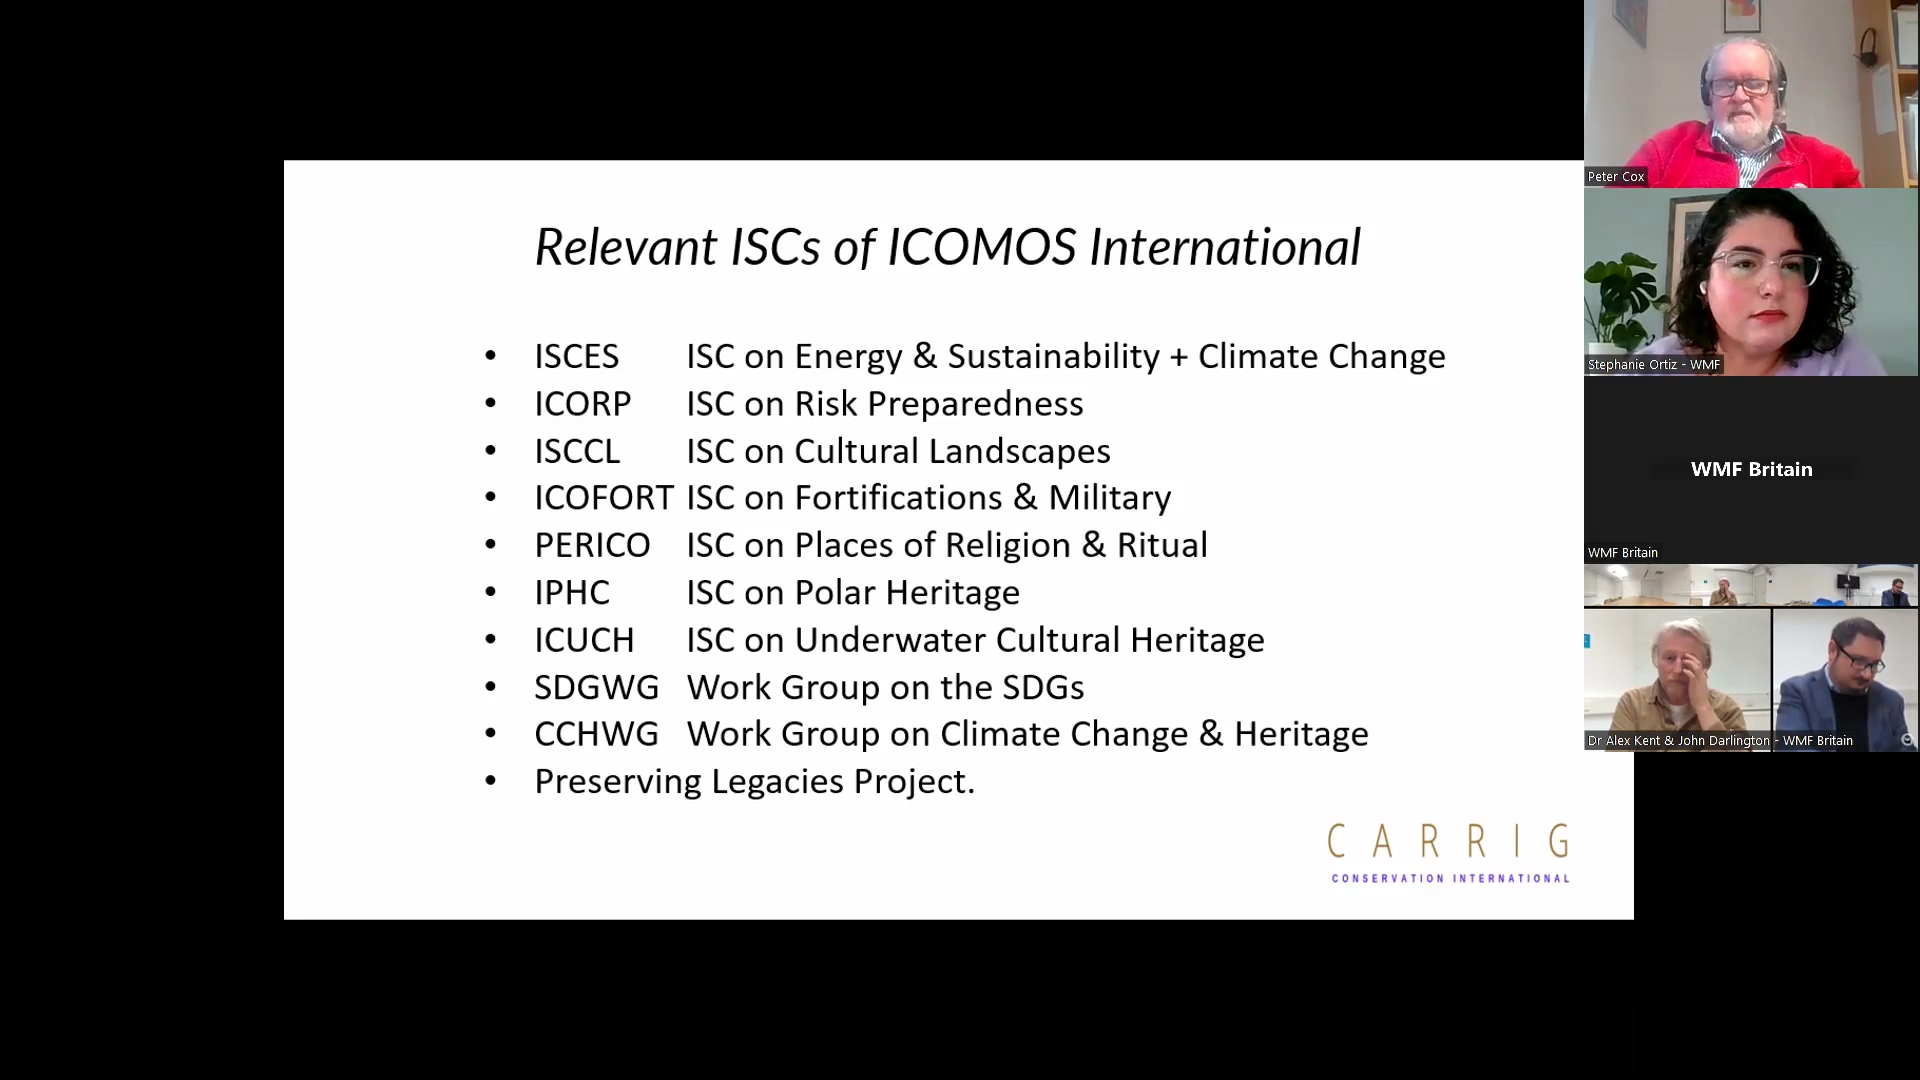 Relevant ISCs of ICOMOS International
• ISCES ISC on Energy & Sustainability + Climate Change
• ICORP ISC on Risk Preparedness
• ISCCL ISC on Cultural Landscapes
• ICOFORT ISC on Fortifications & Military
• PERICO ISC on Places of Religion & Ritual
• IPHC ISC on Polar Heritage
• ICUCH ISC on Underwater Cultural Heritage
• SDGWG Work Group on the SDGs
• CCHWG Work Group on Climate Change & Heritage
• Preserving Legacies Project.
CARRIG
CONSERVATION INTERNATIONAL
Peter Cox
Stephanie Ortiz - WMF
WMF Britain
WMF Britain
Dr Alex Kent & John Darlington - WMF Britain